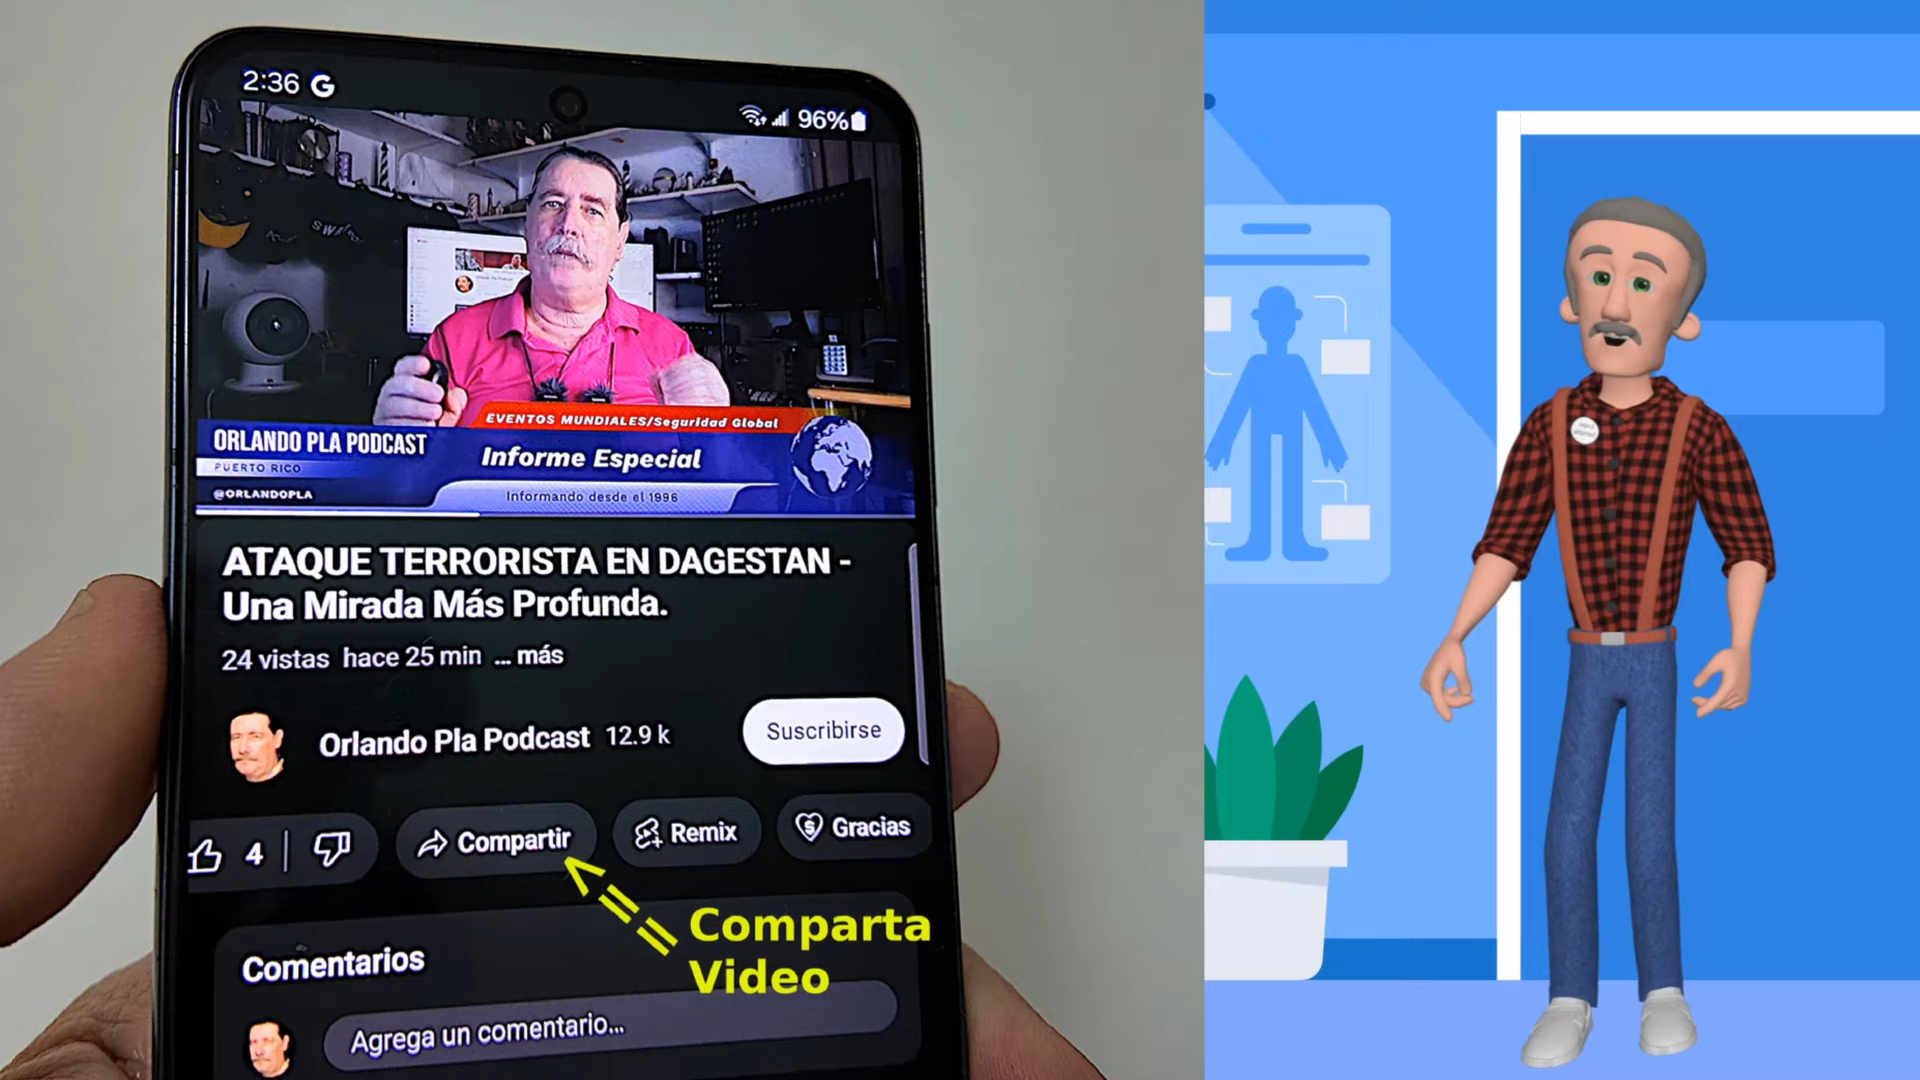 2:36 G
96%
EVENTOS MUNDIALES/Seguridad Global
ORLANDO PLA PODCAST
Informe Especial
PUERTO RICO
@ORLANDOPLA
Informando desde el 1996
ATAQUE TERRORISTA EN DAGESTAN -
Una Mirada Más Profunda.
24 vistas hace 25 min ... más
Orlando Pla Podcast 12.9 k
Suscribirse
4
Compartir
Remix
Gracias
Comparta
Video
Comentarios
Agrega un comentario...